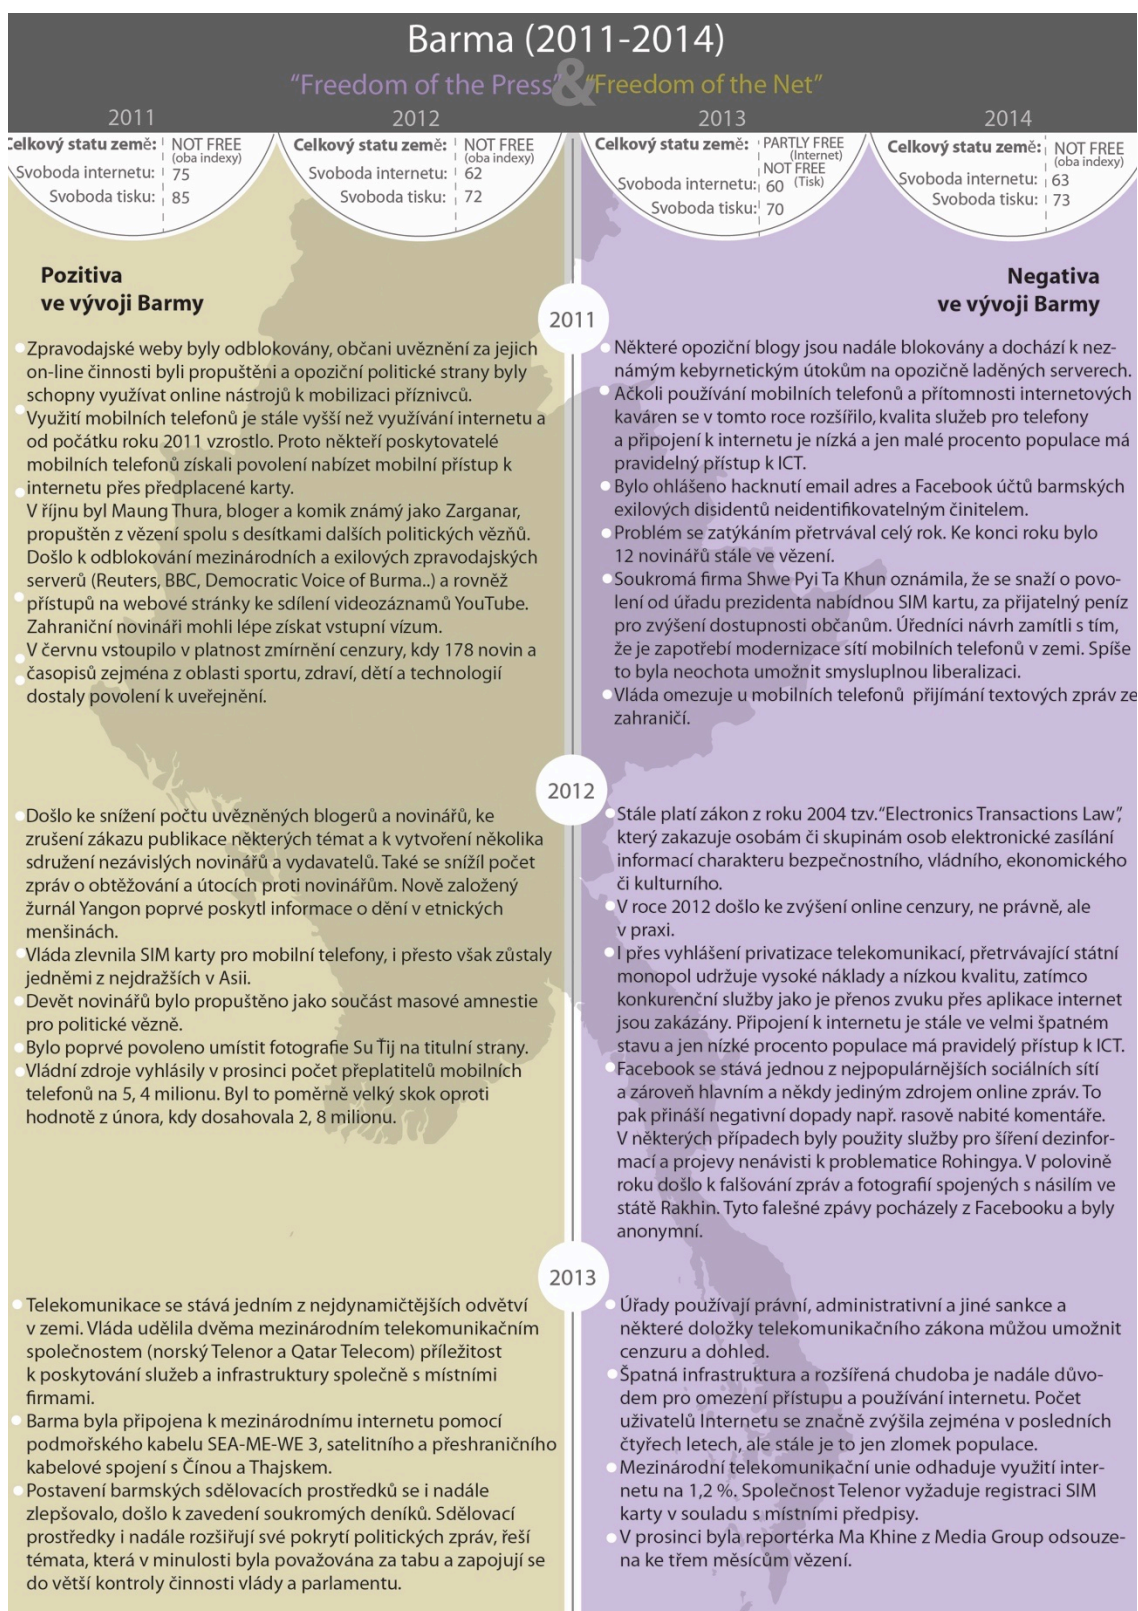 Barma (2011-2014)
&
“Freedom of the Press” “Freedom of the Net”
2011
2012
2013
2014
Celkový statu země: NOT FREE
(oba indexy)
Svoboda internetu: 75
Svoboda tisku: 85
Celkový statu země: NOT FREE
(oba indexy)
Svoboda internetu: 62
Svoboda tisku: 72
Celkový statu země: PARTLY FREE
(Internet)
NOT FREE
(Tisk)
Svoboda internetu: 60
Svoboda tisku: 70
Celkový statu země: NOT FREE
(oba indexy)
Svoboda internetu: 63
Svoboda tisku: 73
Pozitiva
ve vývoji Barmy
Negativa
ve vývoji Barmy
2011
Zpravodajské weby byly odblokovány, občani uvěznění za jejich
on-line činnosti byli propuštěni a opoziční politické strany byly
schopny využívat online nástrojů k mobilizaci příznivců.
Využití mobilních telefonů je stále vyšší než využívání internetu a
od počátku roku 2011 vzrostlo. Proto někteří poskytovatelé
mobilních telefonů získali povolení nabízet mobilní přístup k
internetu přes předplacené karty.
V říjnu byl Maung Thura, bloger a komik známý jako Zarganar,
propuštěn z vězení spolu s desítkami dalších politických vězňů.
Došlo k odblokování mezinárodních a exilových zpravodajských
serverů (Reuters, BBC, Democratic Voice of Burma..) a rovněž
přístupů na webové stránky ke sdílení videozáznamů YouTube.
Zahraniční novináři mohli lépe získat vstupní vízum.
V červnu vstoupilo v platnost zmírnění cenzury, kdy 178 novin a
časopisů zejména z oblasti sportu, zdraví, dětí a technologií
dostaly povolení k uveřejnění.
Některé opoziční blogy jsou nadále blokovány a dochází k nez-
námým kebyrnetickým útokům na opozičně laděných serverech.
Ačkoli používání mobilních telefonů a přítomnosti internetových
kaváren se v tomto roce rozšířilo, kvalita služeb pro telefony
a připojení k internetu je nízká a jen malé procento populace má
pravidelný přístup k ICT.
Bylo ohlášeno hacknutí email adres a Facebook účtů barmských
exilových disidentů neidentifikovatelným činitelem.
Problém se zatýkáním přetrvával celý rok. Ke konci roku bylo
12 novinářů stále ve vězení.
Soukromá firma Shwe Pyi Ta Khun oznámila, že se snaží o povo-
lení od úřadu prezidenta nabídnou SIM kartu, za přijatelný peníz
pro zvýšení dostupnosti občanům. Úředníci návrh zamítli s tím,
že je zapotřebí modernizace sítí mobilních telefonů v zemi. Spíše
to byla neochota umožnit smysluplnou liberalizaci.
Vláda omezuje u mobilních telefonů přijímání textových zpráv ze
zahraničí.
2012
Došlo ke snížení počtu uvězněných blogerů a novinářů, ke
zrušení zákazu publikace některých témat a k vytvoření několika
sdružení nezávislých novinářů a vydavatelů. Také se snížíl počet
zpráv o obtěžování a útocích proti novinářům. Nově založený
žurnál Yangon poprvé poskytl informace o dění v etnických
menšinách.
Vláda zlevnila SIM karty pro mobilní telefony, i přesto však zůstaly
jedněmi z nejdražších v Asii.
Devět novinářů bylo propuštěno jako součást masové amnestie
pro politické vězně.
Bylo poprvé povoleno umístit fotografie Su Ťij na titulní strany.
Vládní zdroje vyhlásily v prosinci počet přeplatitelů mobilních
telefonů na 5, 4 milionu. Byl to poměrně velký skok oproti
hodnotě z února, kdy dosahovala 2, 8 milionu.
Stále platí zákon z roku 2004 tzv. “Electronics Transactions Law”,
který zakazuje osobám či skupinám osob elektronické zasílání
informací charakteru bezpečnostního, vládního, ekonomického
či kulturního.
V roce 2012 došlo ke zvýšení online cenzury, ne právně, ale
v praxi.
I přes vyhlášení privatizace telekomunikací, přetrvávající státní
monopol udržuje vysoké náklady a nízkou kvalitu, zatímco
konkurenční služby jako je přenos zvuku přes aplikace internet
jsou zakázány. Připojení k internetu je stále ve velmi špatném
stavu a jen nízké procento populace má pravidelý přístup k ICT.
Facebook se stává jednou z nejpopulárnějších sociálních sítí
a zároveň hlavním a někdy jediným zdrojem online zpráv. To
pak přináší negativní dopady např. rasově nabité komentáře.
V některých případech byly použity služby pro šíření dezinfor-
mací a projevy nenávisti k problematice Rohingya. V polovině
roku došlo k falšování zpráv a fotografií spojených s násilím ve
státě Rakhin. Tyto falešné zpávy pocházely z Facebooku a byly
anonymní.
2013
Telekomunikace se stává jedním z nejdynamičtějších odvětví
v zemi. Vláda udělila dvěma mezinárodním telekomunikačním
společnostem (norský Telenor a Qatar Telecom) příležitost
k poskytování služeb a infrastruktury společně s místními
firmami.
Barma byla připojena k mezinárodnímu internetu pomocí
podmořského kabelu SEA-ME-WE 3, satelitního a přeshraničního
kabelové spojení s Čínou a Thajskem.
Postavení barmských sdělovacích prostředků se i nadále
zlepšovalo, došlo k zavedení soukromých deníků. Sdělovací
prostředky i nadále rozšiřují své pokrytí politických zpráv, řeší
témata, která v minulosti byla považována za tabu a zapojují se
do větší kontroly činnosti vlády a parlamentu.
Úřady používají právní, administrativní a jiné sankce a
některé doložky telekomunikačního zákona můžou umožnit
cenzuru a dohled.
Špatná infrastruktura a rozšířená chudoba je nadále důvo-
dem pro omezení přístupu a používání internetu. Počet
uživatelů Internetu se značně zvýšila zejména v posledních
čtyřech letech, ale stále je to jen zlomek populace.
Mezinárodní telekomunikační unie odhaduje využití inter-
netu na 1,2 %. Společnost Telenor vyžaduje registraci SIM
karty v souladu s místními předpisy.
V prosinci byla reportérka Ma Khine z Media Group odsouze-
na ke třem měsícům vězení.